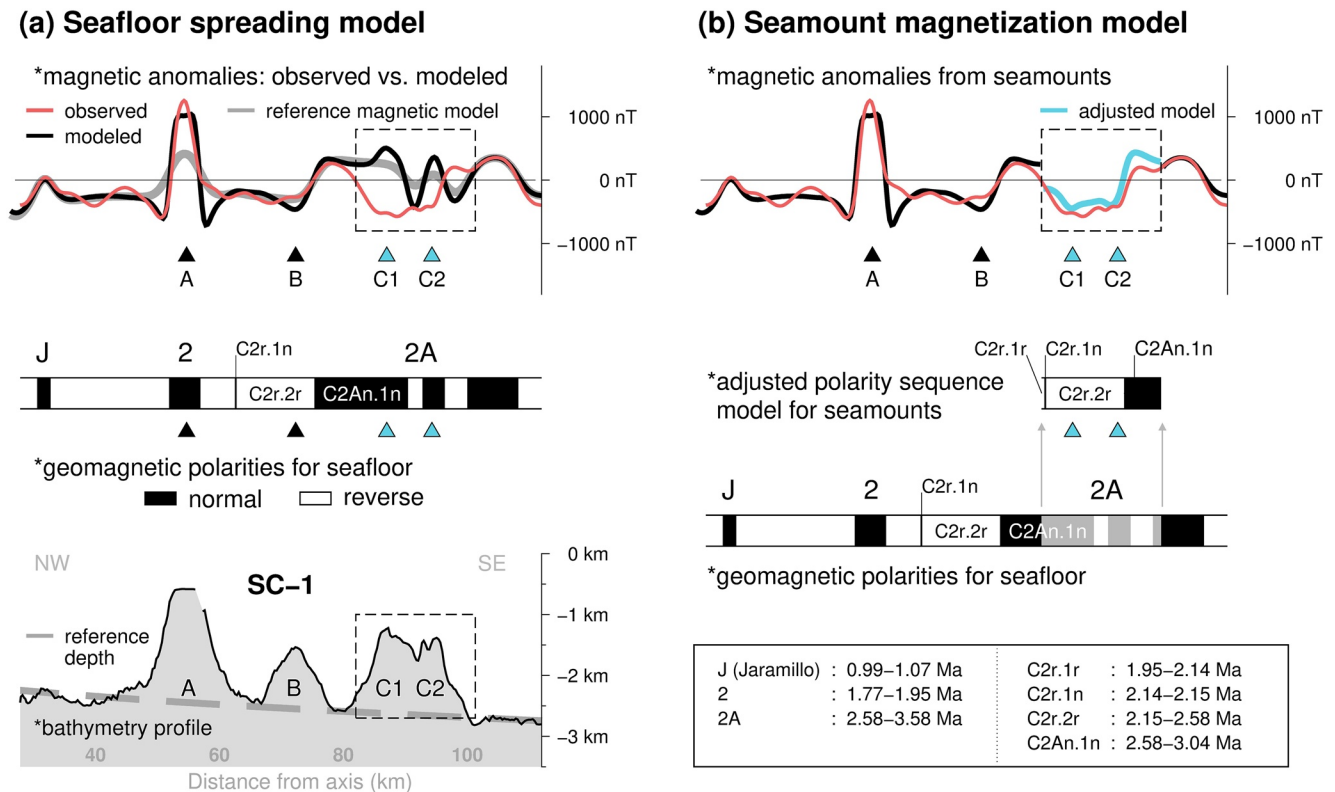 (a) Seafloor spreading model
*magnetic anomalies: observed vs. modeled
observed
reference magnetic model
modeled
1000 nT
0 nT
−1000 nT
A
B
C1
C2
J
2
C2r.1n
2A
C2r.2r
C2An.1n
*geomagnetic polarities for seafloor
normal
reverse
NW
SC−1
SE
0 km
−1 km
−2 km
−3 km
reference
depth
A
B
C1
C2
*bathymetry profile
40
60
80
100
Distance from axis (km)
(b) Seamount magnetization model
*magnetic anomalies from seamounts
adjusted model
1000 nT
0 nT
−1000 nT
A
B
C1
C2
C2r.1r
C2r.1n
C2An.1n
*adjusted polarity sequence
model for seamounts
C2r.2r
J
2
C2r.1n
2A
C2r.2r
C2An.1n
*geomagnetic polarities for seafloor
J (Jaramillo) : 0.99−1.07 Ma
2 : 1.77−1.95 Ma
2A : 2.58−3.58 Ma
C2r.1r : 1.95−2.14 Ma
C2r.1n : 2.14−2.15 Ma
C2r.2r : 2.15−2.58 Ma
C2An.1n : 2.58−3.04 Ma